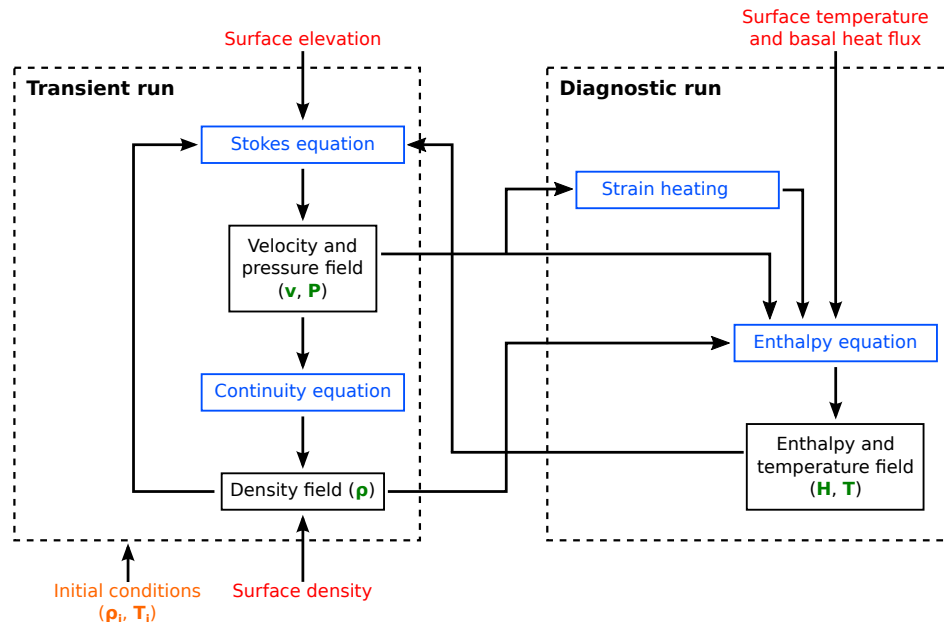 Surface elevation
Surface temperature
and basal heat flux
Transient run
Diagnostic run
Stokes equation
Strain heating
Velocity and
pressure field
(v, P)
Enthalpy equation
Continuity equation
Enthalpy and
temperature field
(H, T)
Density field (ρ)
Initial conditions
(ρi, Ti)
Surface density